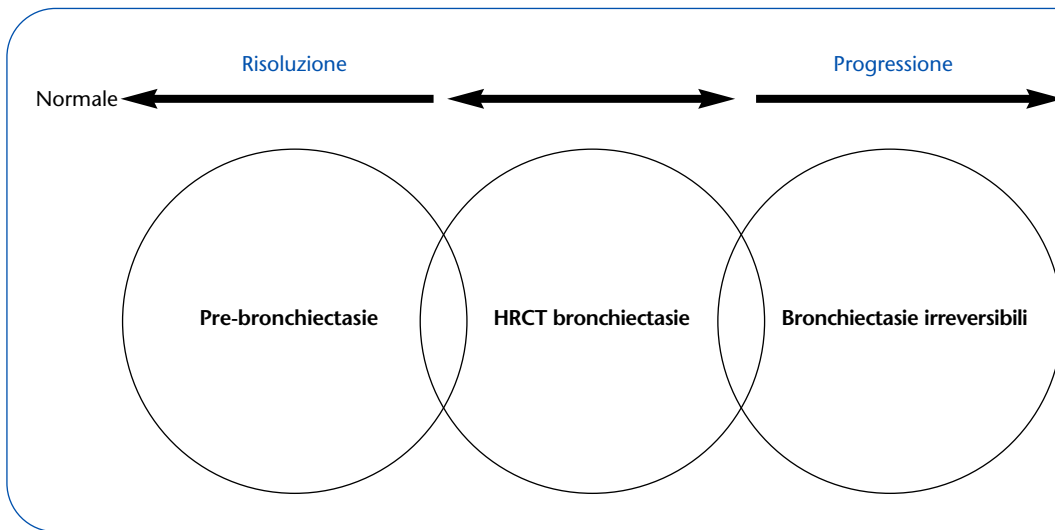 Risoluzione
Progressione
Normale
Pre-bronchiectasie
HRCT bronchiectasie
Bronchiectasie irreversibili